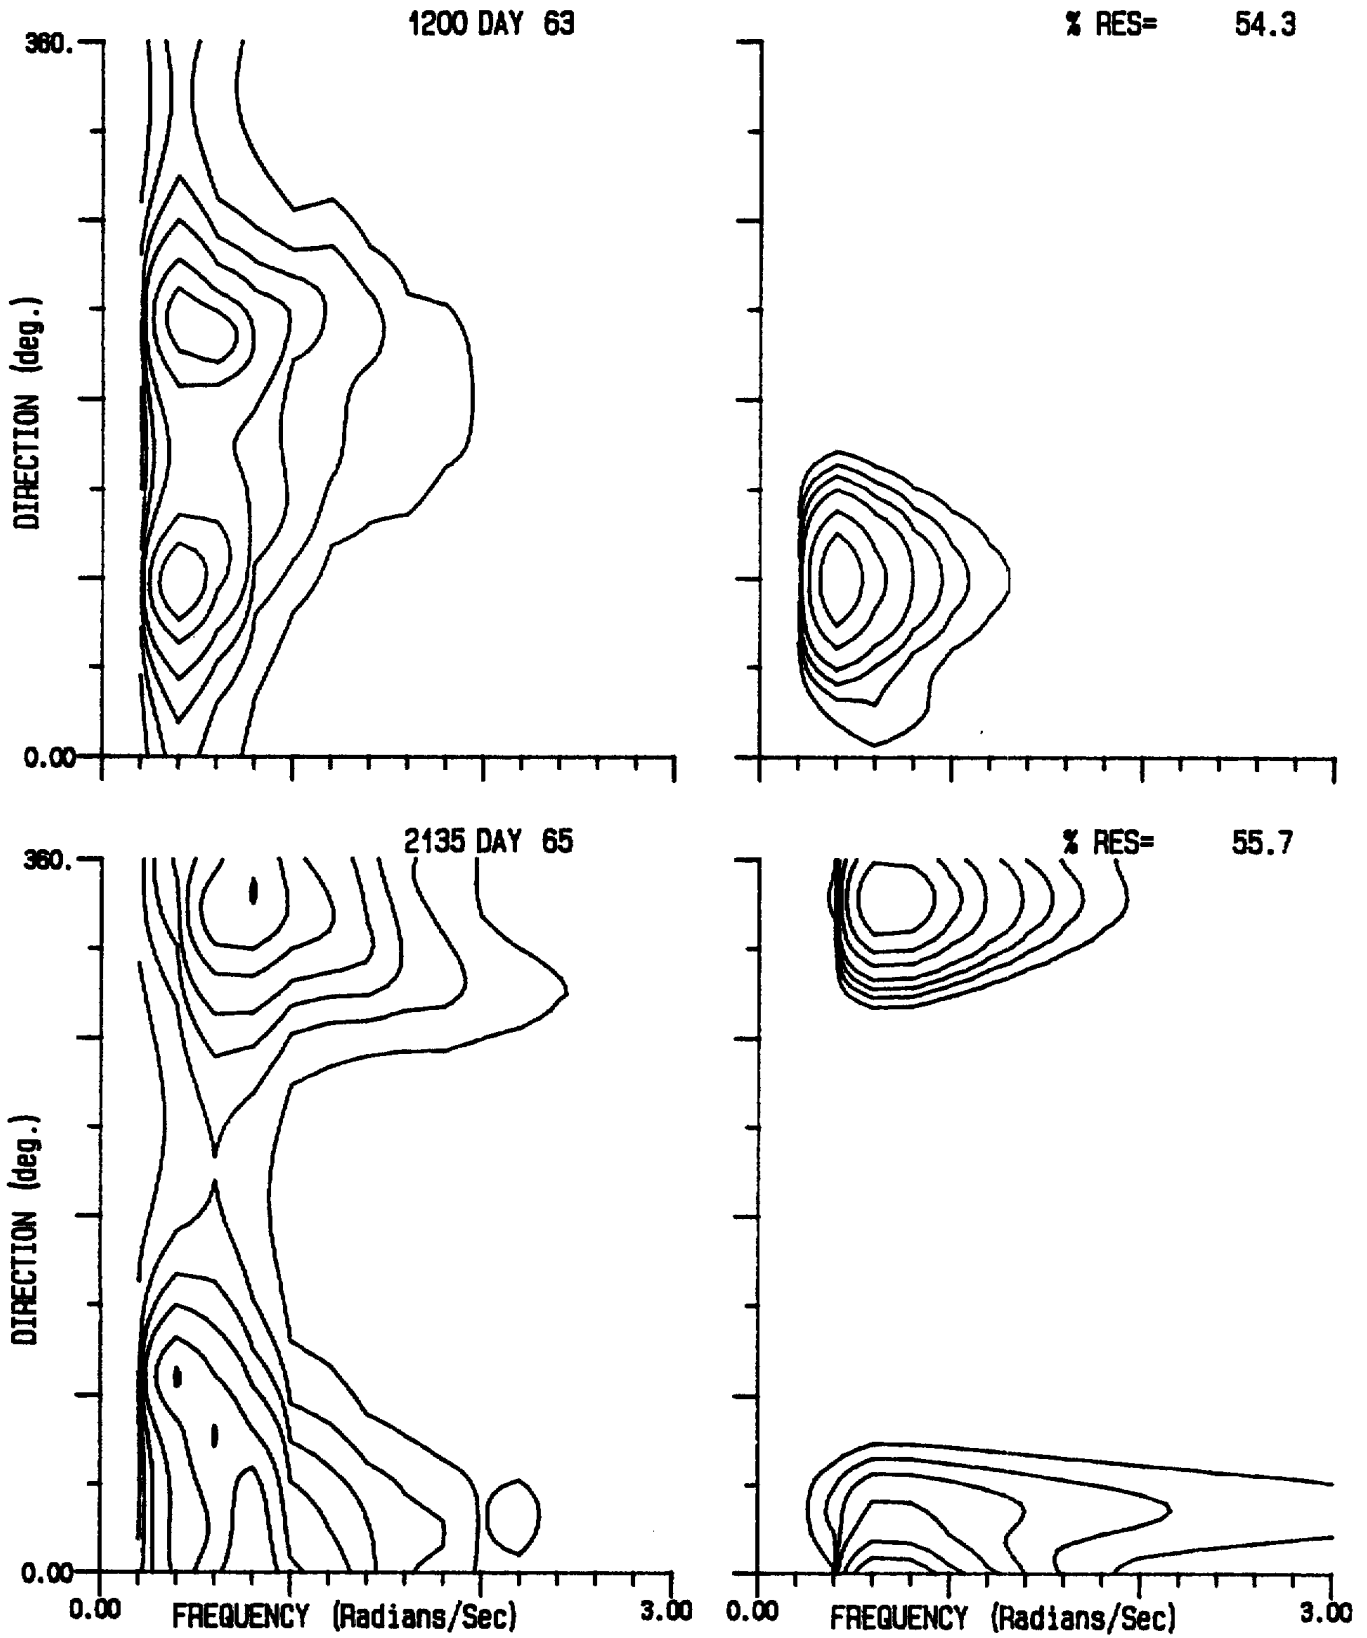 1200 DAY 63
% RES= 54.3
360.
DIRECTION (deg.)
0.00
2135 DAY 65
% RES= 55.7
360.
DIRECTION (deg.)
0.00
0.00 FREQUENCY (Radians/Sec) 3.00
0.00 FREQUENCY (Radians/Sec) 3.00